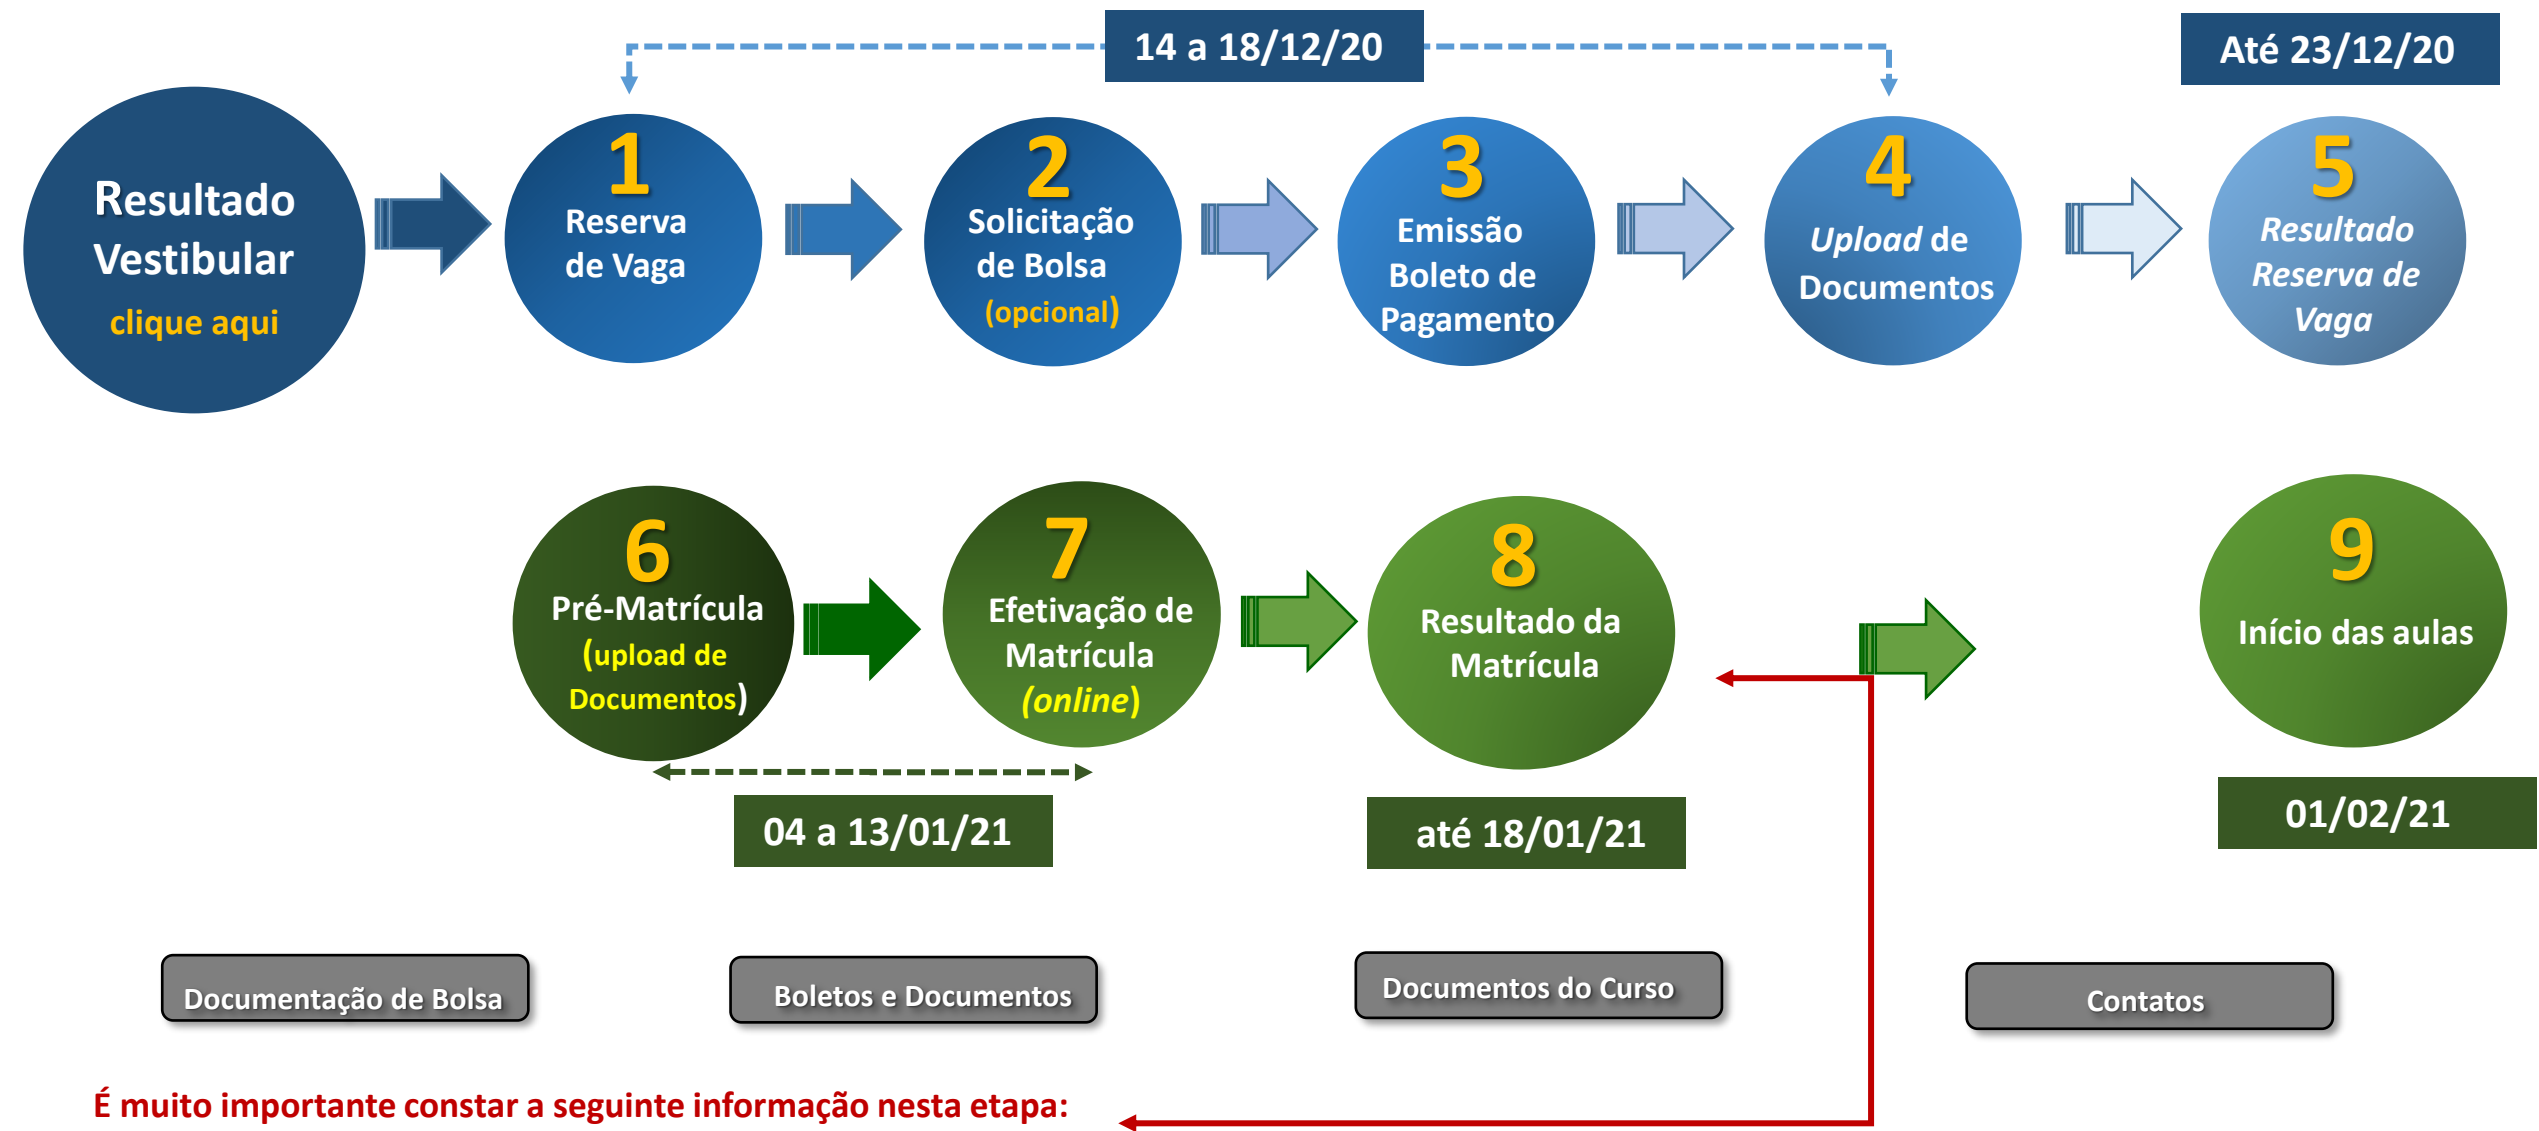 14 a 18/12/20
Até 23/12/20
Resultado
Vestibular
clique aqui
1
Reserva
de Vaga
2
Solicitação
de Bolsa
(opcional)
3
Emissão
Boleto de
Pagamento
4
Upload de
Documentos
5
Resultado
Reserva de
Vaga
6
Pré-Matrícula
(upload de
Documentos)
7
Efetivação de
Matrícula
(online)
8
Resultado da
Matrícula
9
Início das aulas
04 a 13/01/21
até 18/01/21
01/02/21
Documentação de Bolsa
Boletos e Documentos
Documentos do Curso
Contatos
É muito importante constar a seguinte informação nesta etapa: